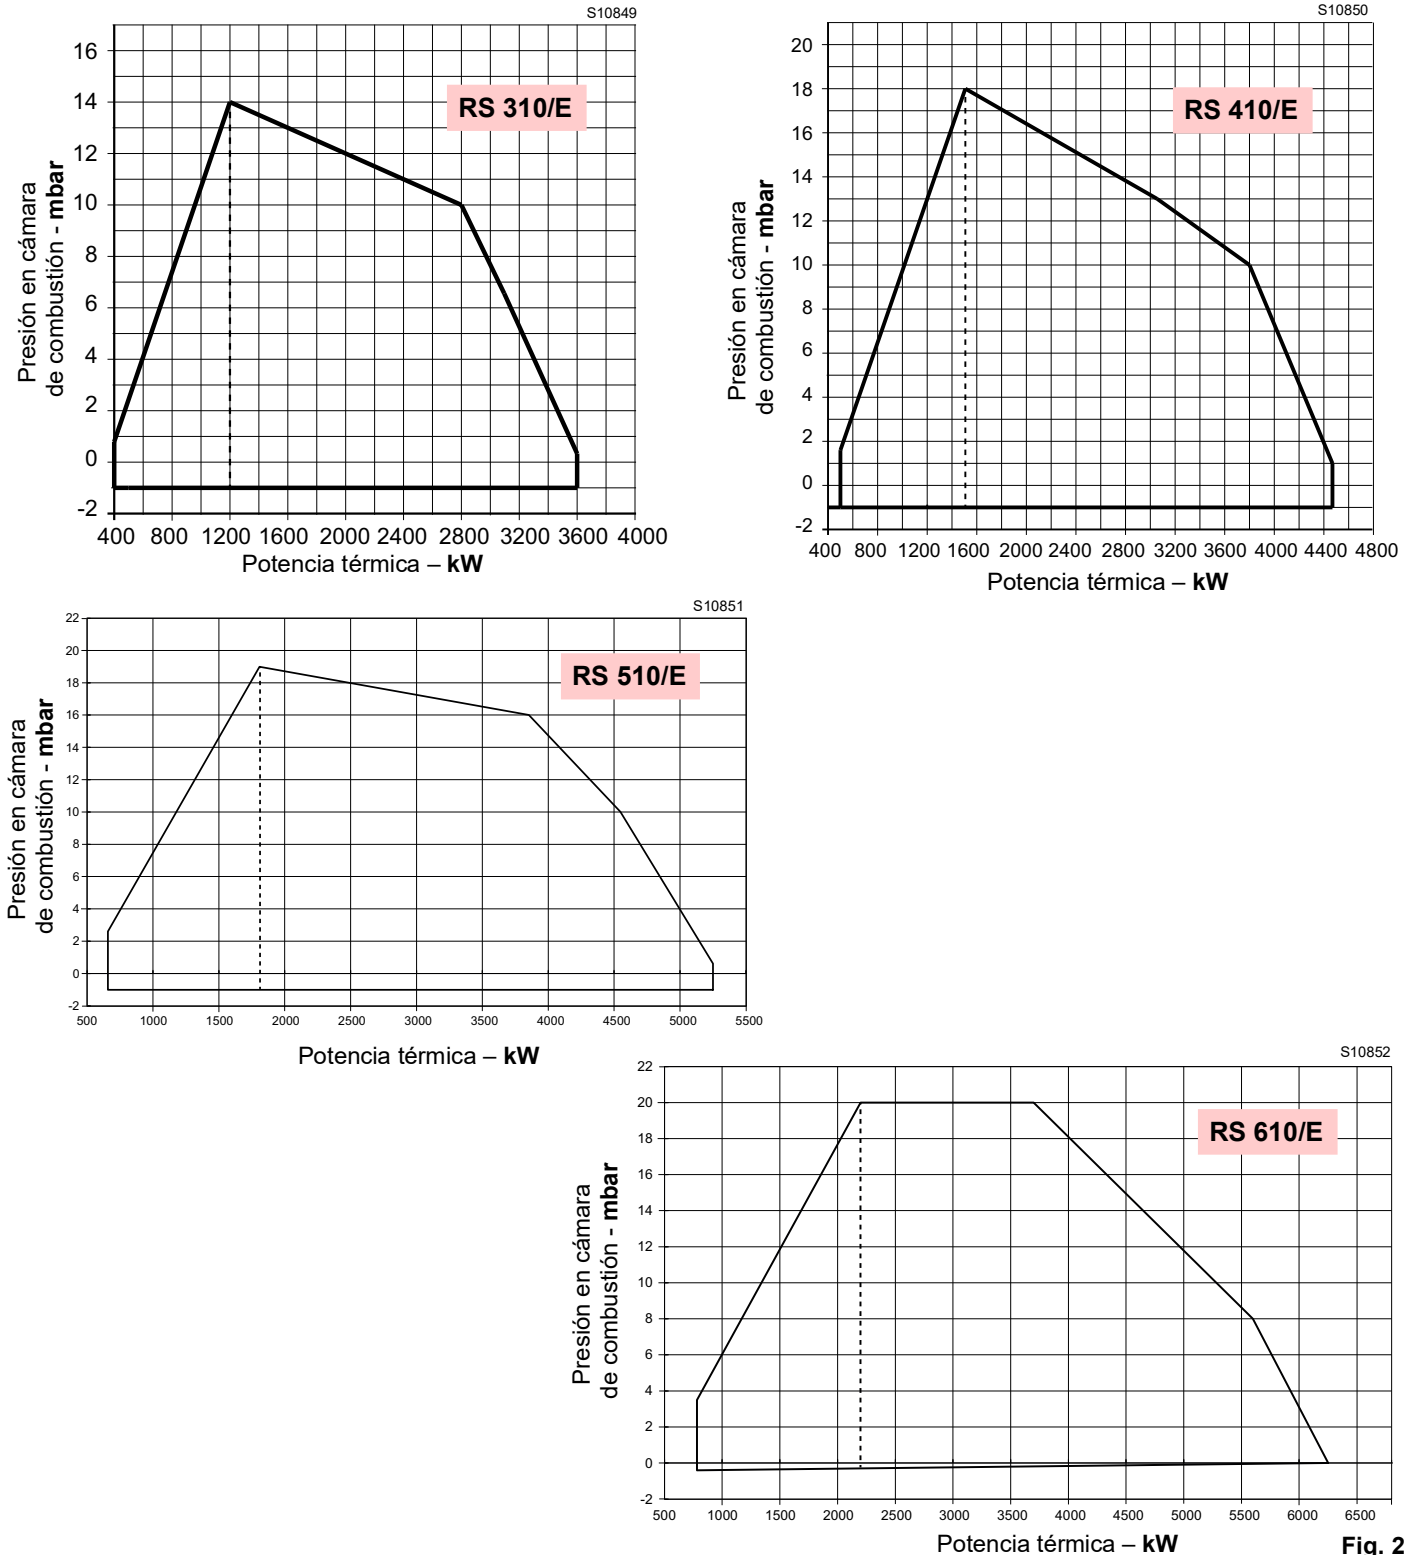 S10849
16
14
12
10
8
6
4
2
0
-2
RS 310/E
Presión en cámara
de combustión - mbar
400 800 1200 1600 2000 2400 2800 3200 3600 4000
Potencia térmica – kW
S10850
20
18
16
14
12
10
8
6
4
2
0
-2
RS 410/E
Presión en cámara
de combustión - mbar
400 800 1200 1600 2000 2400 2800 3200 3600 4000 4400 4800
Potencia térmica – kW
S10851
22
20
18
16
14
12
10
8
6
4
2
0
-2
RS 510/E
Presión en cámara
de combustión - mbar
500 1000 1500 2000 2500 3000 3500 4000 4500 5000 5500
Potencia térmica – kW
S10852
22
20
18
16
14
12
10
8
6
4
2
0
-2
RS 610/E
Presión en cámara
de combustión - mbar
500 1000 1500 2000 2500 3000 3500 4000 4500 5000 5500 6000 6500
Potencia térmica – kW
Fig. 2